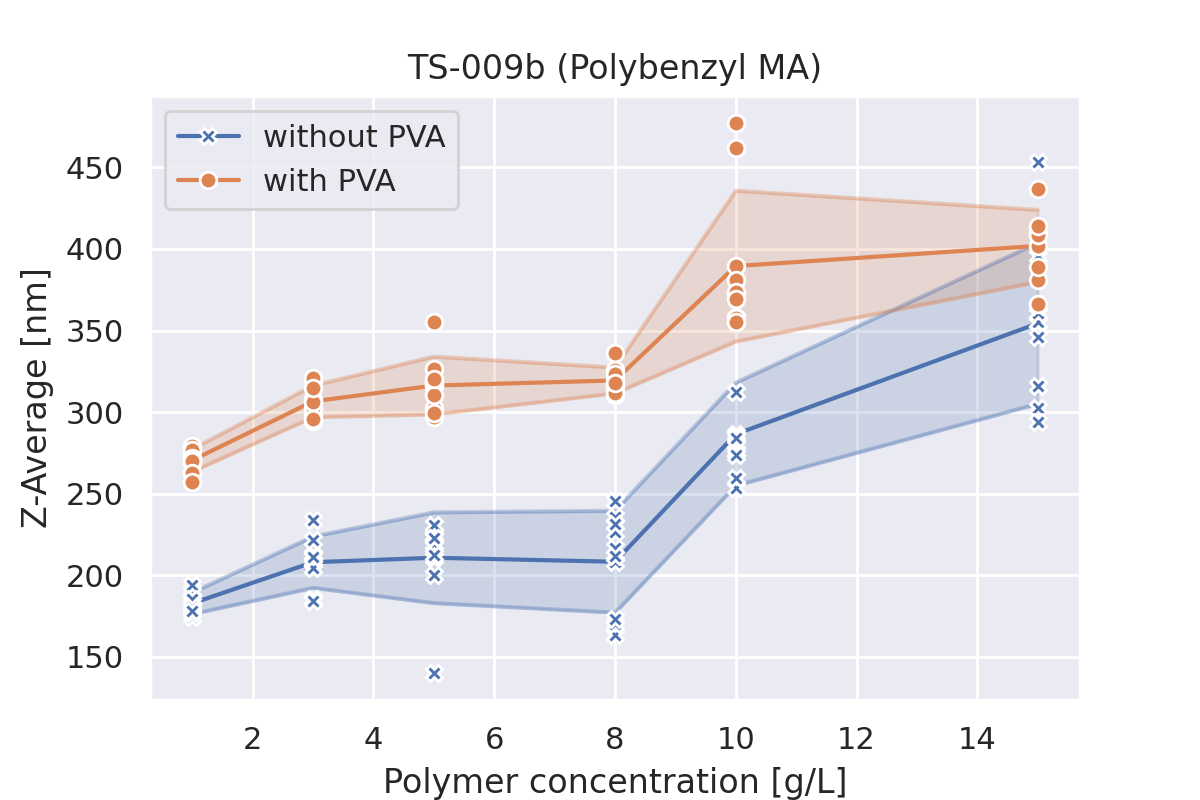 TS-009b (Polybenzyl MA)
without PVA
with PVA
Z-Average [nm]
450
400
350
300
250
200
150
2 4 6 8 10 12 14
Polymer concentration [g/L]